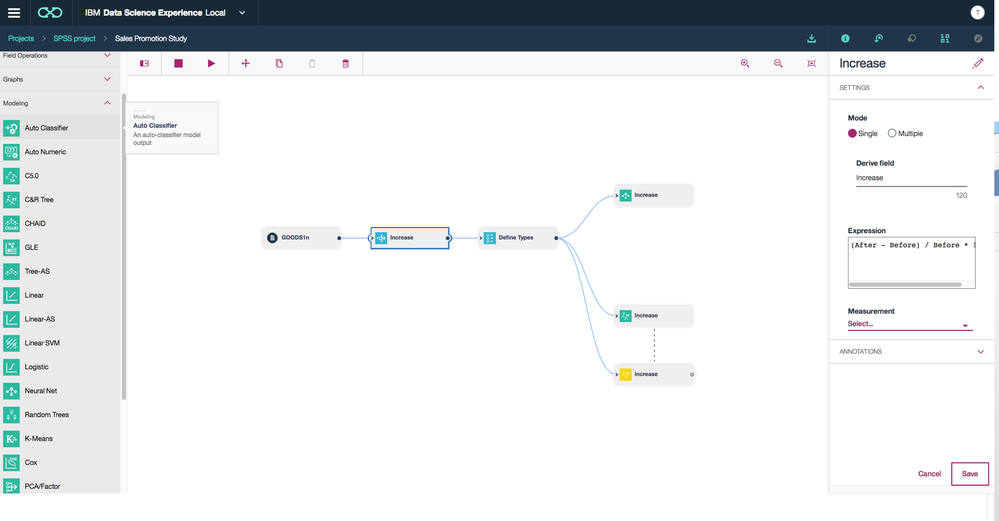 IBM Data Science Experience Local
T
Projects > SPSS project > Sales Promotion Study
Field Operations
Graphs
Modeling
Auto Classifier
Auto Numeric
C5.0
C&R Tree
CHAID
GLE
Tree-AS
Linear
Linear-AS
Linear SVM
Logistic
Neural Net
Random Trees
K-Means
Cox
PCA/Factor
Modeling
Auto Classifier
An auto-classifier model
output
GOODS1n
Increase
Define Types
Increase
Increase
Increase
Increase
SETTINGS
Mode
Single
Multiple
Derive field
Increase
120
Expression
(After - Before) / Before *
Measurement
Select...
ANNOTATIONS
Cancel
Save